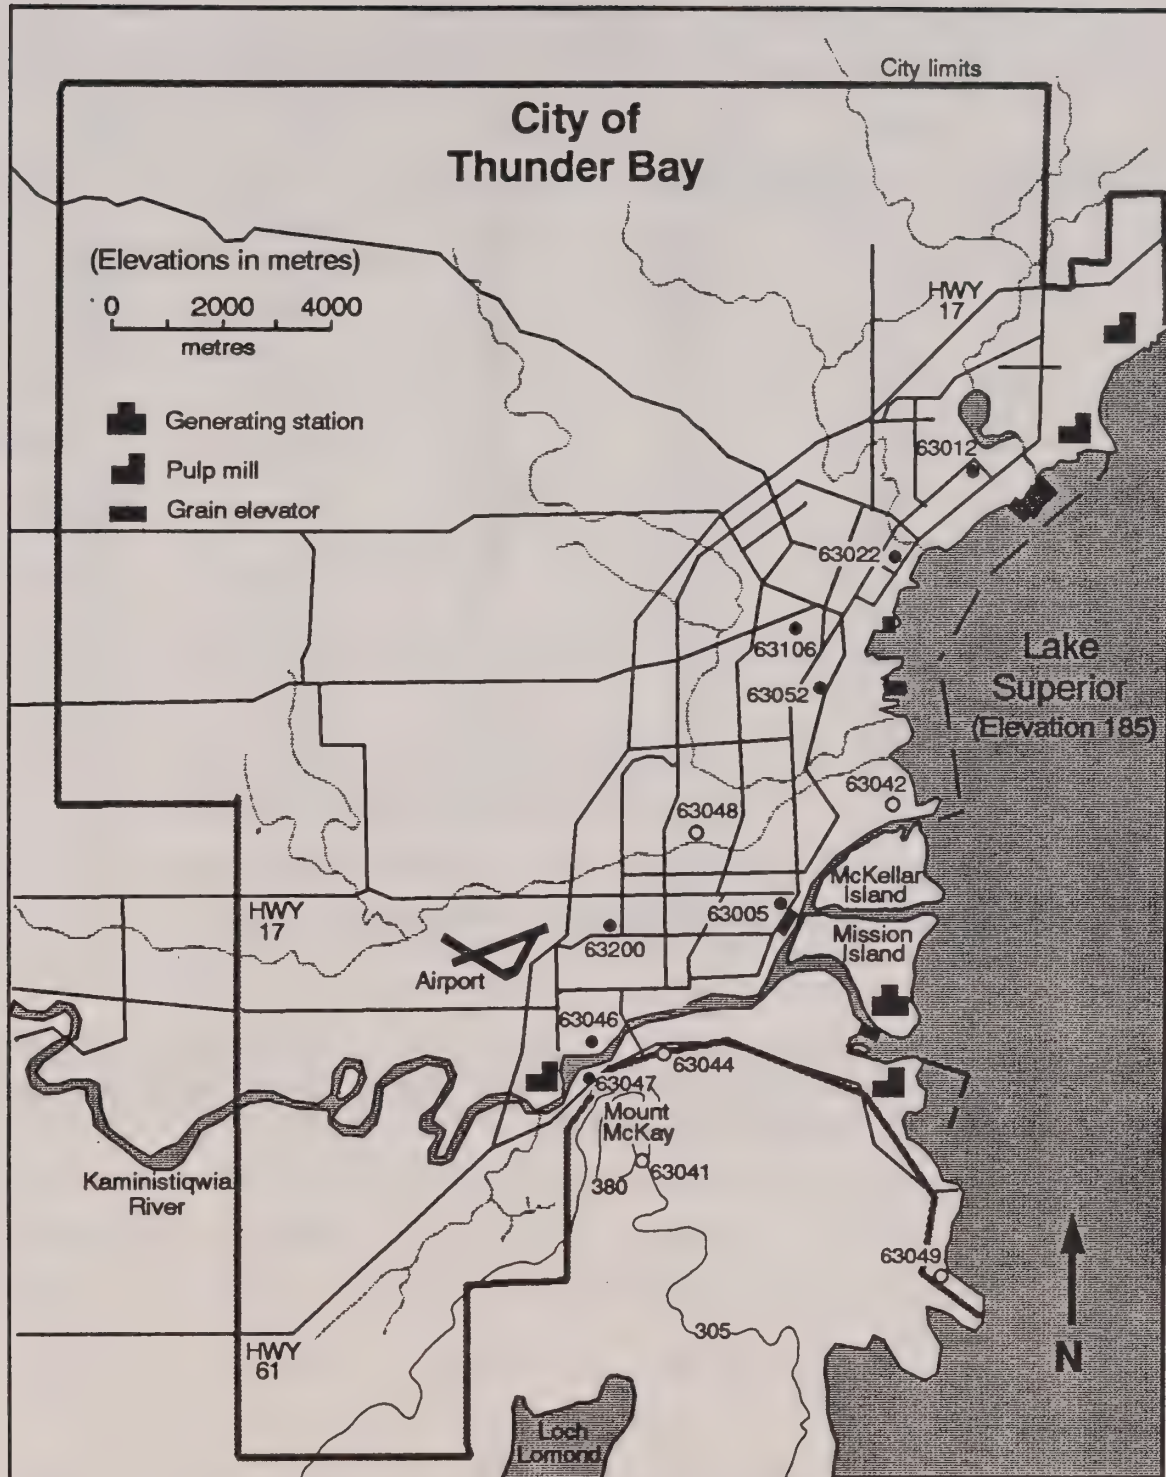 City limits
City of
Thunder Bay
(Elevations in metres)
0 2000 4000
metres
HWY
17
Generating station
Pulp mill
Grain elevator
63012
63022
63106
63052
Lake
Superior
(Elevation 185)
63042
63048
McKellar
Island
HWY
17
63005
63200
Mission
Island
Airport
63046
63044
63047
Mount
McKay
63041
380
Kaministiqwia
River
63049
305
N
HWY
61
Loch
Lomond